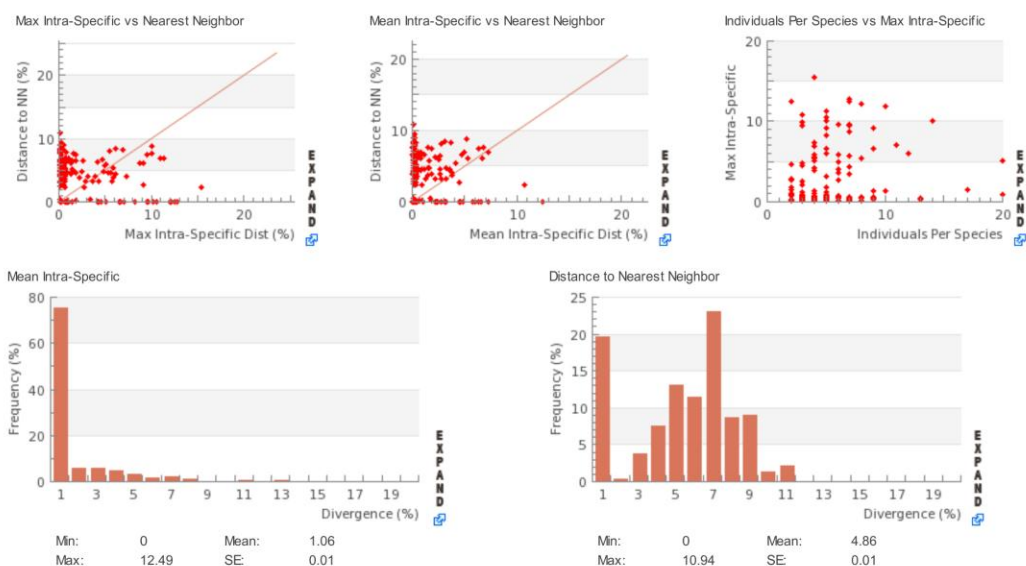 Max Intra-Specific vs Nearest Neighbor
Distance to NN (%)
20
10
0
0 10 20
Max Intra-Specific Dist (%)
EXPAND
Mean Intra-Specific vs Nearest Neighbor
Distance to NN (%)
20
10
0
0 10 20
Mean Intra-Specific Dist (%)
EXPAND
Individuals Per Species vs Max Intra-Specific
Max Intra-Specific
20
10
0
0 10 20
Individuals Per Species
EXPAND
Mean Intra-Specific
Frequency (%)
80
60
40
20
0
1 3 5 7 9 11 13 15 17 19
Divergence (%)
EXPAND
Min: 0 Mean: 1.06
Max: 12.49 SE: 0.01
Distance to Nearest Neighbor
Frequency (%)
25
20
15
10
5
0
1 3 5 7 9 11 13 15 17 19
Divergence (%)
EXPAND
Min: 0 Mean: 4.86
Max: 10.94 SE: 0.01